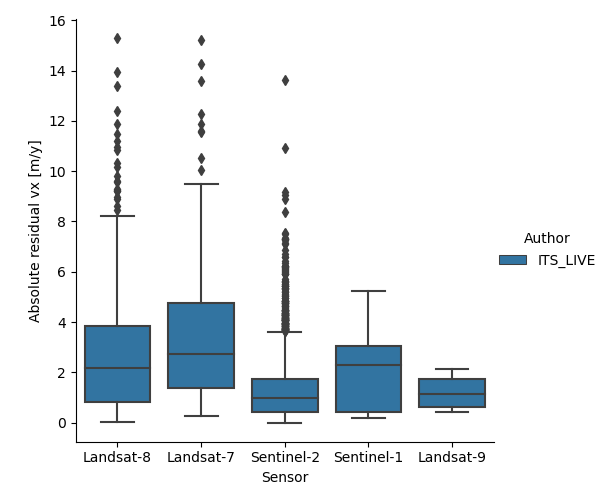 16
14
12
10
8
6
4
2
0
Absolute residual vx [m/y]
Landsat-8 Landsat-7 Sentinel-2 Sentinel-1 Landsat-9
Sensor
Author
ITS_LIVE